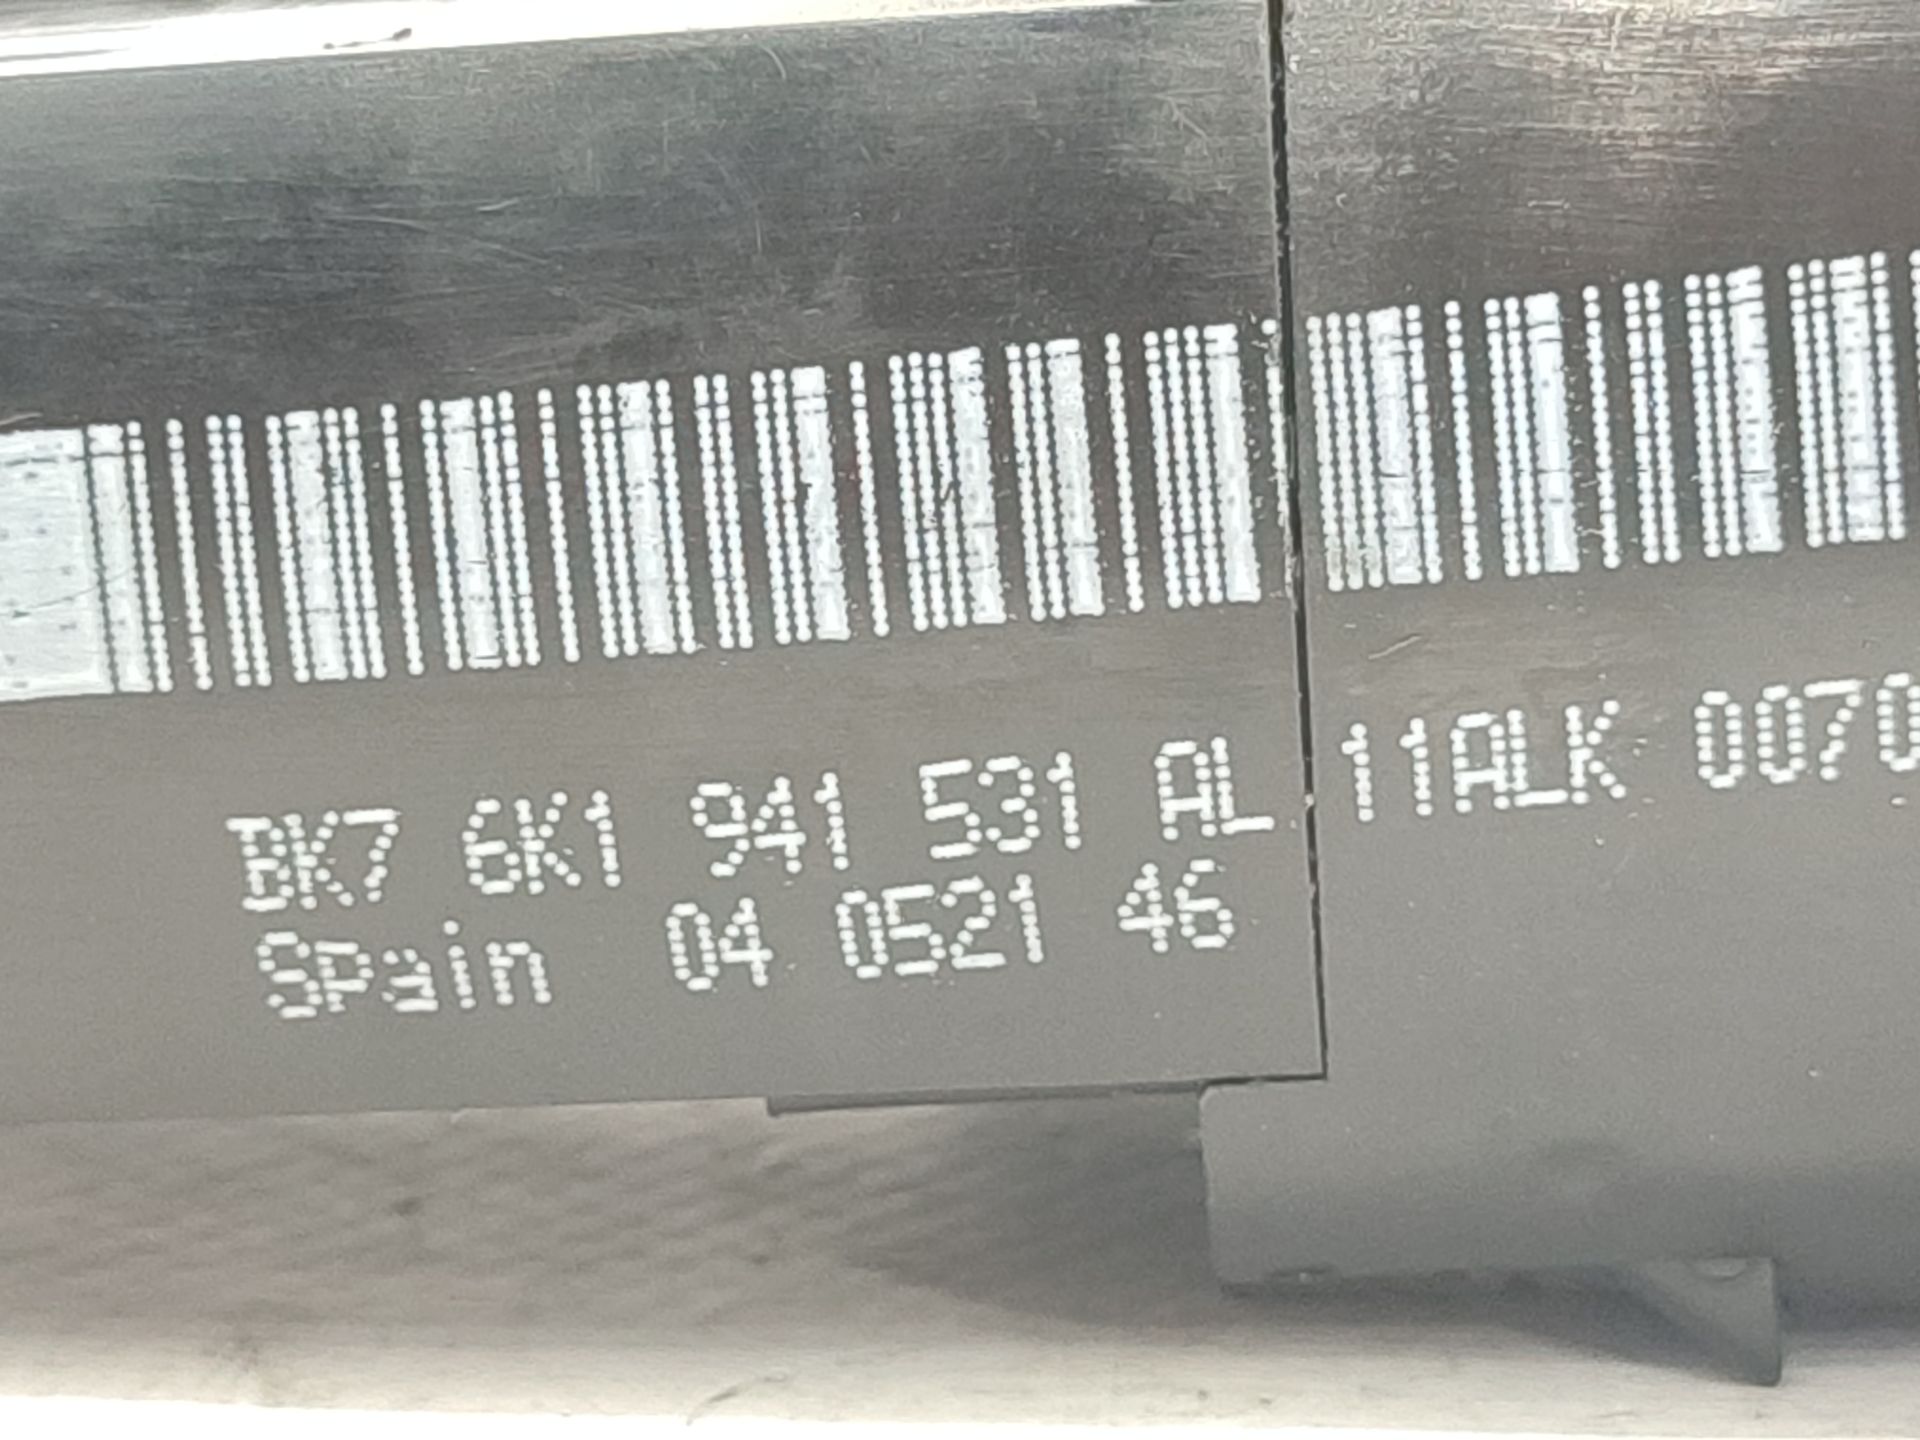 BK7 6K1 941 531 AL 11ALK 0070
Spain 04 0521 46